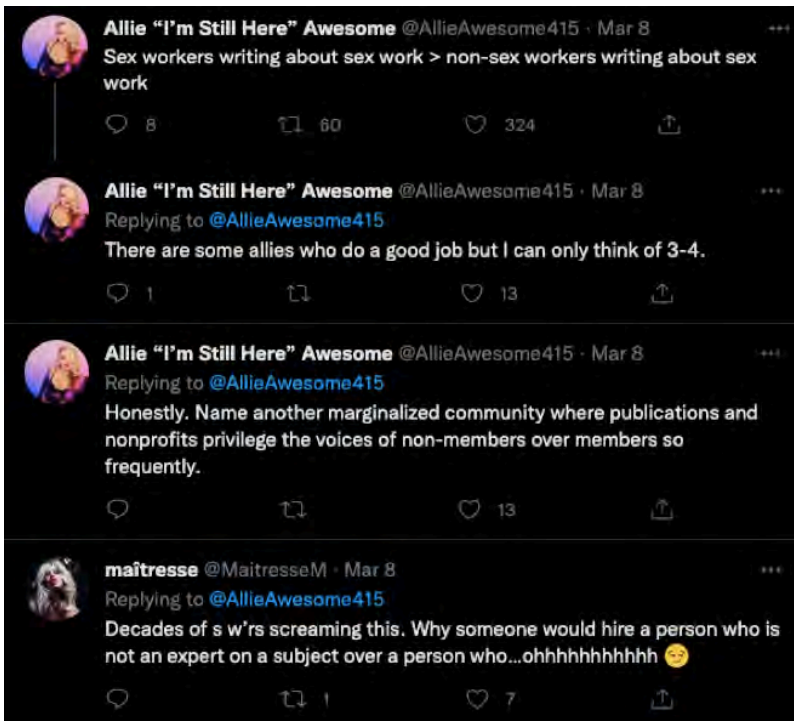 Allie “I’m Still Here” Awesome @AllieAwesome415 · Mar 8
Sex workers writing about sex work > non-sex workers writing about sex
work
8 60 324
Allie “I’m Still Here” Awesome @AllieAwesome415 · Mar 8
Replying to @AllieAwesome415
There are some allies who do a good job but I can only think of 3-4.
1 13
Allie “I’m Still Here” Awesome @AllieAwesome415 · Mar 8
Replying to @AllieAwesome415
Honestly. Name another marginalized community where publications and
nonprofits privilege the voices of non-members over members so
frequently.
13
maîtresse @MaitresseM · Mar 8
Replying to @AllieAwesome415
Decades of s w’rs screaming this. Why someone would hire a person who is
not an expert on a subject over a person who...ohhhhhhhhhhh 😏
1 7